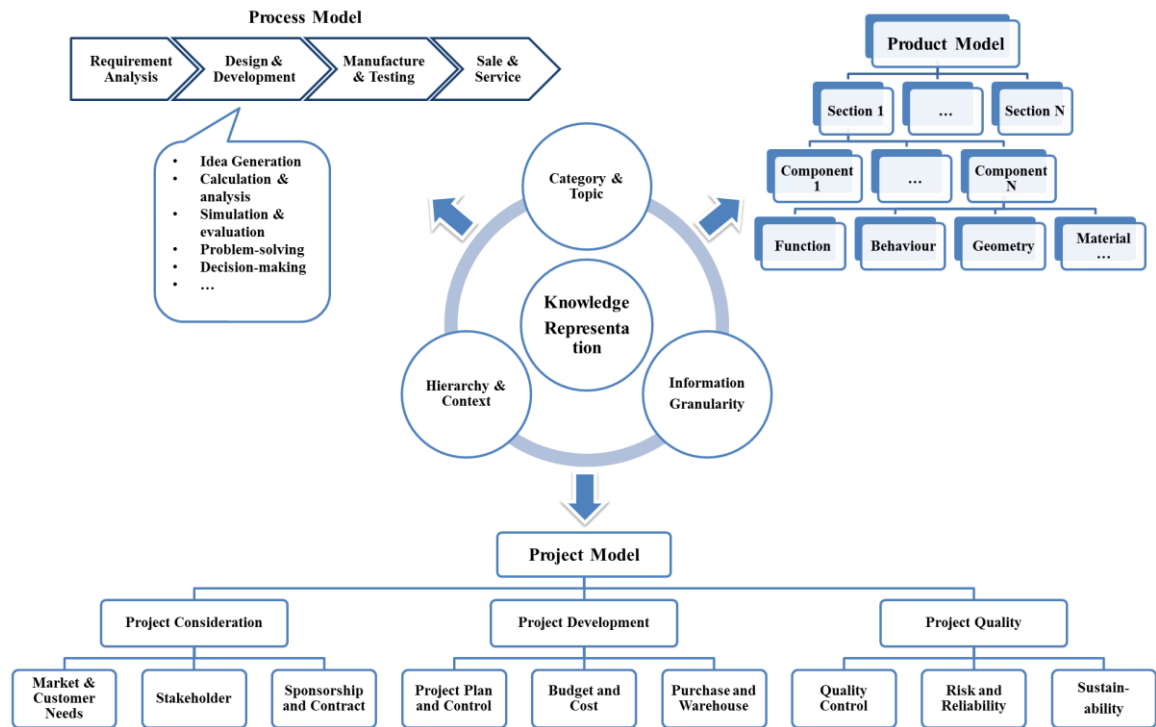 Process Model
Requirement
Analysis
Design &
Development
Manufacture
& Testing
Sale &
Service
• Idea Generation
• Calculation &
analysis
• Simulation &
evaluation
• Problem-solving
• Decision-making
• …
Product Model
Section 1
…
Section N
Component
1
…
Component
N
Function
Behaviour
Geometry
Material
…
Category &
Topic
Knowledge
Representa
tion
Hierarchy &
Context
Information
Granularity
Project Model
Project Consideration
Project Development
Project Quality
Market &
Customer
Needs
Stakeholder
Sponsorship
and Contract
Project Plan
and Control
Budget and
Cost
Purchase and
Warehouse
Quality
Control
Risk and
Reliability
Sustain-
ability